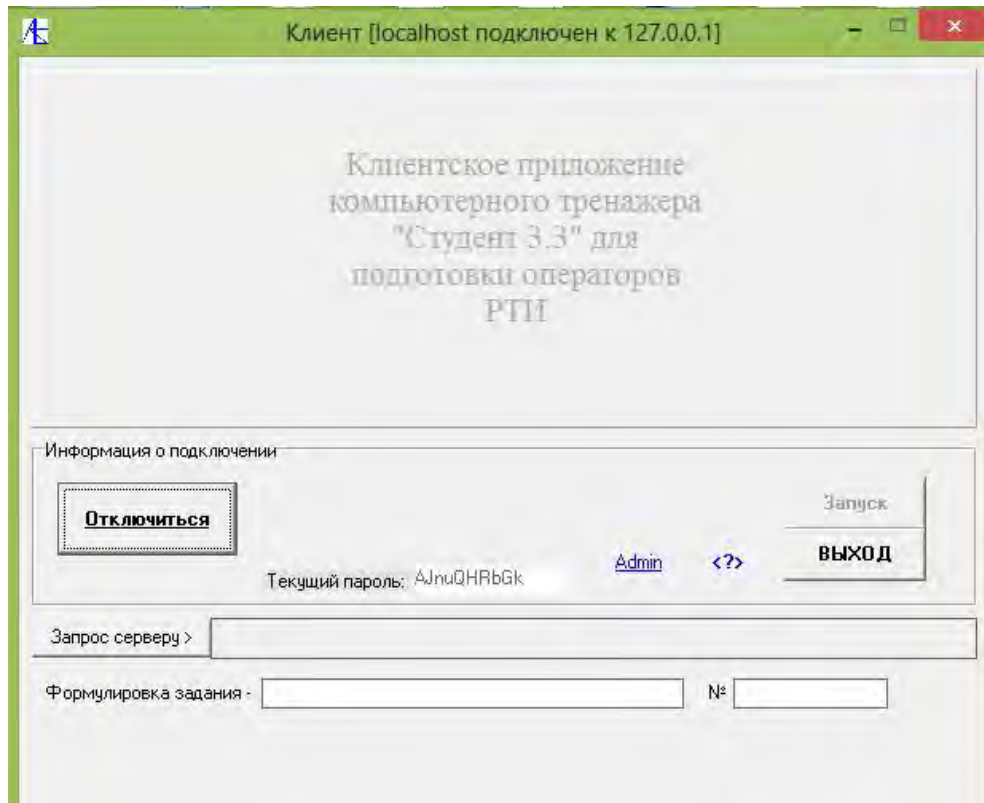 Клиент [localhost подключен к 127.0.0.1]
Клиентское приложение
компьютерного тренажера
"Студент 3.3" для
подготовки операторов
РТИ
Информация о подключении
Отключиться
Запуск
ВЫХОД
Текущий пароль: AJnuQHRbGk
Admin <?>
Запрос серверу >
Формулировка задания - №